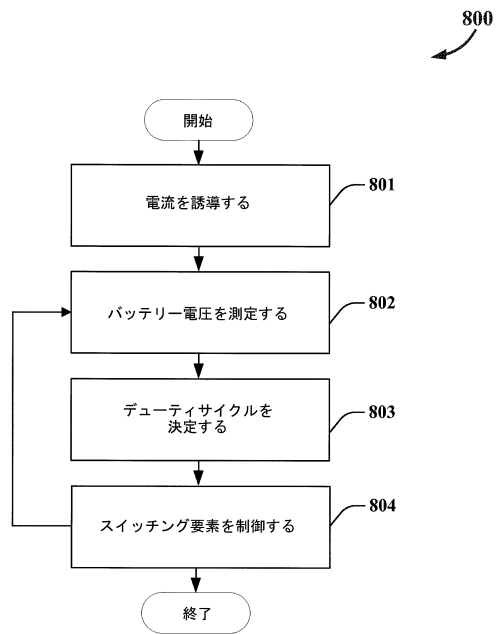 800
開始
電流を誘導する
801
バッテリー電圧を測定する
802
デューティサイクルを
決定する
803
スイッチング要素を制御する
804
終了